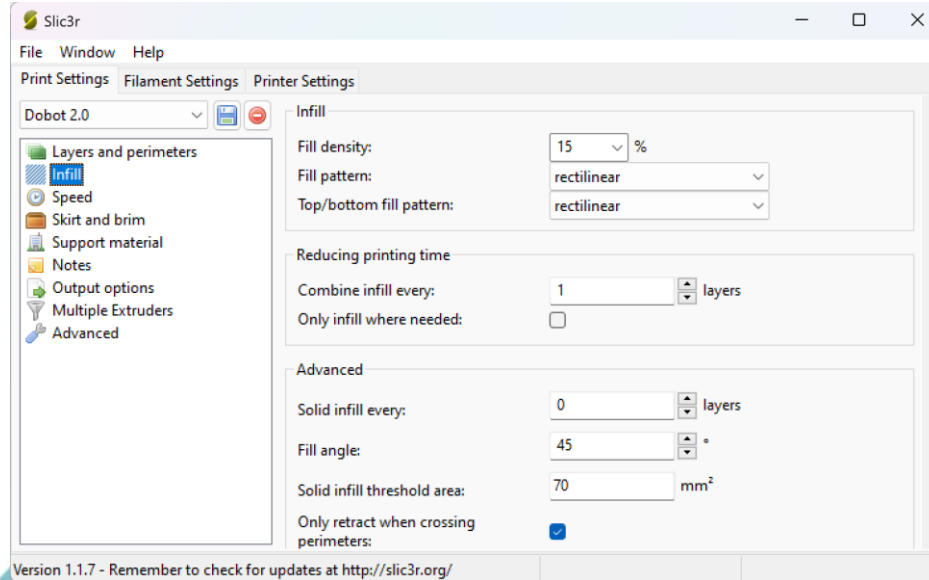 Slic3r
File Window Help
Print Settings Filament Settings Printer Settings
Dobot 2.0
Layers and perimeters
Infill
Speed
Skirt and brim
Support material
Notes
Output options
Multiple Extruders
Advanced
Infill
Fill density: 15 %
Fill pattern: rectilinear
Top/bottom fill pattern: rectilinear
Reducing printing time
Combine infill every: 1 layers
Only infill where needed:
Advanced
Solid infill every: 0 layers
Fill angle: 45 °
Solid infill threshold area: 70 mm²
Only retract when crossing
perimeters:
Version 1.1.7 - Remember to check for updates at http://slic3r.org/